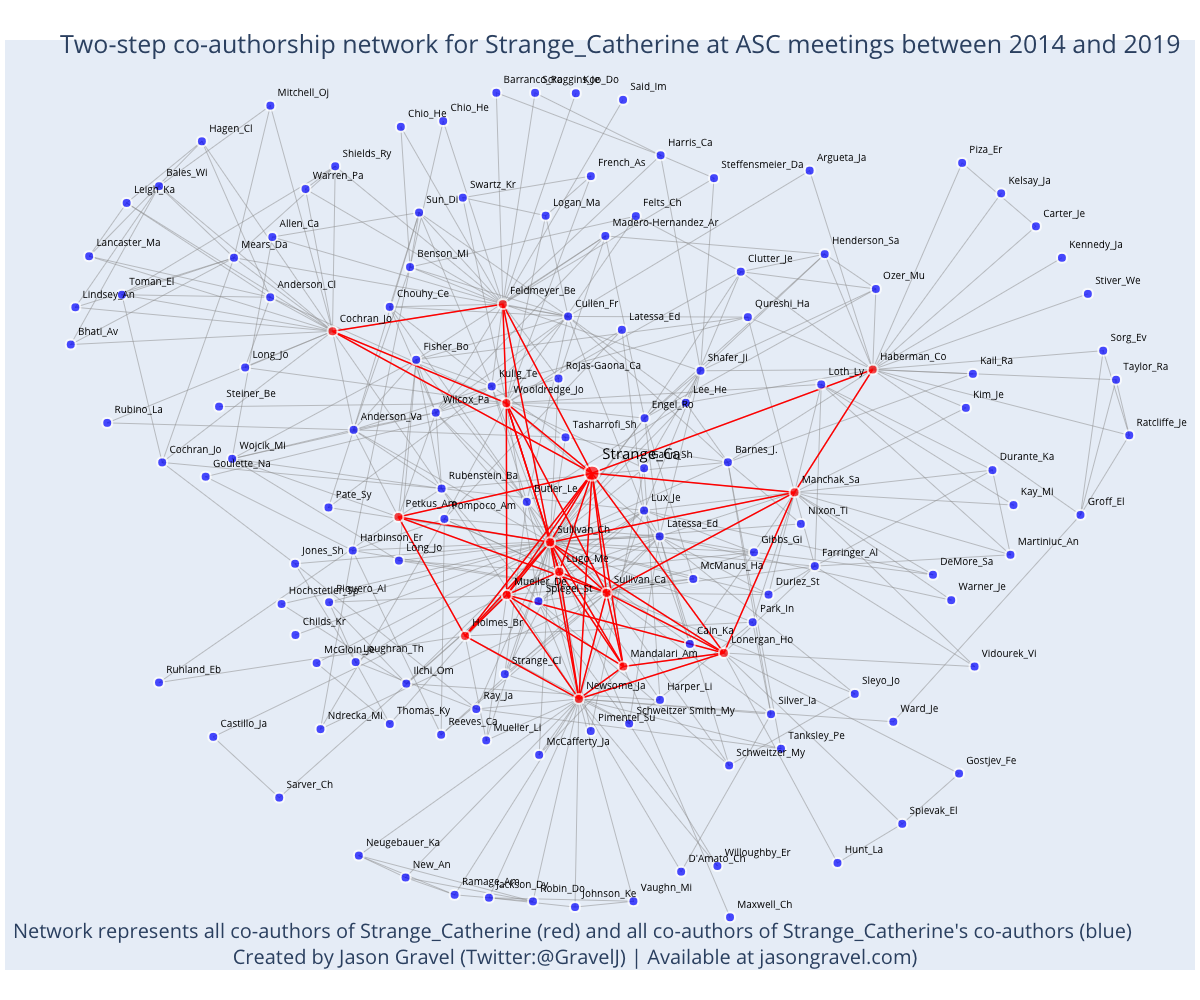 Two-step co-authorship network for Strange_Catherine at ASC meetings between 2014 and 2019
Barranco_Ra
Scroggins_Je
Koo_Do
Said_Im
Mitchell_Oj
Chio_He
Chio_He
Hagen_Cl
Harris_Ca
Shields_Ry
French_As
Steffensmeier_Da
Argueta_Ja
Piza_Er
Bales_Wi
Warren_Pa
Swartz_Kr
Kelsay_Ja
Leigh_Ka
Sun_Di
Logan_Ma
Felts_Ch
Carter_Je
Allen_Ca
Madero-Hernandez_Ar
Lancaster_Ma
Mears_Da
Benson_Mi
Henderson_Sa
Kennedy_Ja
Clutter_Je
Toman_El
Lindsey_An
Anderson_Cl
Chouhy_Ce
Feldmeyer_Be
Cullen_Fr
Qureshi_Ha
Ozer_Mu
Stiver_We
Cochran_Jo
Latessa_Ed
Bhati_Av
Sorg_Ev
Long_Jo
Fisher_Bo
Rojas-Gaona_Ca
Shafer_Ji
Haberman_Co
Kail_Ra
Taylor_Ra
Kulig_Te
Wooldredge_Jo
Loth_Ly
Steiner_Be
Wilcox_Pa
Lee_He
Kim_Je
Rubino_La
Anderson_Va
Engel_Ro
Ratcliffe_Je
Tasharrofi_Sh
Cochran_Jo
Wojcik_Mi
Strange_Ca
Barnes_J.
Goulette_Na
Rubenstein_Ba
Durante_Ka
Pate_Sy
Butler_Le
Manchak_Sa
Petkus_Am
Pompoco_Am
Lux_Je
Kay_Mi
Groff_El
Nixon_Ti
Harbinson_Er
Sullivan_Ch
Latessa_Ed
Jones_Sh
Long_Jo
Gibbs_Gi
Martiniuc_An
Lugo_Me
McManus_Ha
Farringer_Al
DeMore_Sa
Hochstetler_Sp
Piquero_Al
Mueller_De
Spiegel_St
Sullivan_Ca
Duriez_St
Warner_Je
Childs_Kr
Holmes_Br
Park_In
McGloin_Je
Loughran_Th
Cain_Ka
Lonergan_Ho
Ruhland_Eb
Ilchi_Om
Strange_Cl
Mandalari_Am
Vidourek_Vi
Newsome_Ja
Harper_Li
Sleyo_Jo
Castillo_Ja
Ndrecka_Mi
Thomas_Ky
Ray_Ja
Reeves_Ca
Mueller_Li
Pimentel_Su
Schweitzer Smith_My
Silver_Ia
Ward_Je
McCafferty_Ja
Tanksley_Pe
Schweitzer_My
Gostjev_Fe
Sarver_Ch
Spievak_El
Neugebauer_Ka
New_An
D'Amato_Ch
Willoughby_Er
Hunt_La
Ramage_Am
Jackson_Dy
Robin_Do
Johnson_Ke
Vaughn_Mi
Maxwell_Ch
Network represents all co-authors of Strange_Catherine (red) and all co-authors of Strange_Catherine's co-authors (blue)
Created by Jason Gravel (Twitter:@GravelJ) | Available at jasongravel.com)